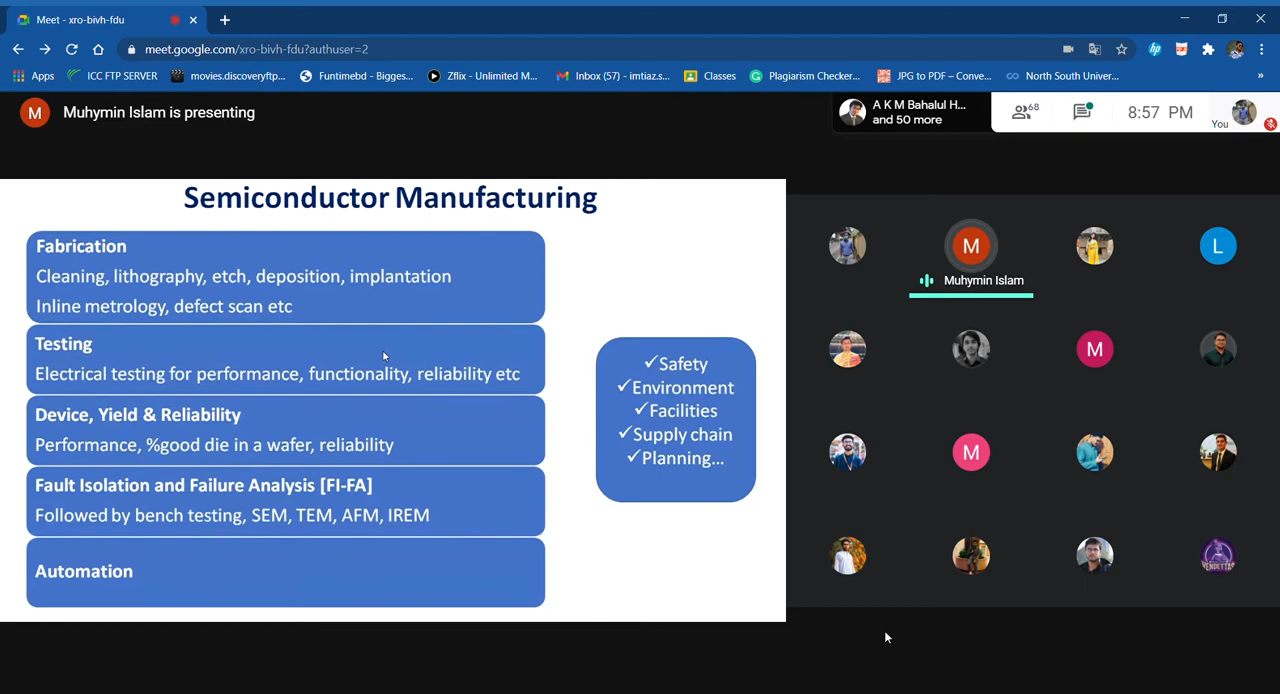 Meet - xro-bivh-fdu
meet.google.com/xro-bivh-fdu?authuser=2
Apps
ICC FTP SERVER
movies.discoveryftp...
Funtimebd - Bigges...
Zflix - Unlimited M...
Inbox (57) - imtiaz.s...
Classes
Plagiarism Checker...
JPG to PDF – Conve...
North South Univer...
M
Muhymin Islam is presenting
A K M Bahalul H...
and 50 more
68
8:57 PM
You
Semiconductor Manufacturing
Fabrication
Cleaning, lithography, etch, deposition, implantation
Inline metrology, defect scan etc
Testing
Electrical testing for performance, functionality, reliability etc
Device, Yield & Reliability
Performance, %good die in a wafer, reliability
Fault Isolation and Failure Analysis [FI-FA]
Followed by bench testing, SEM, TEM, AFM, IREM
Automation
✓Safety
✓Environment
✓Facilities
✓Supply chain
✓Planning...
M
L
Muhymin Islam
M
M
VENDETTAS